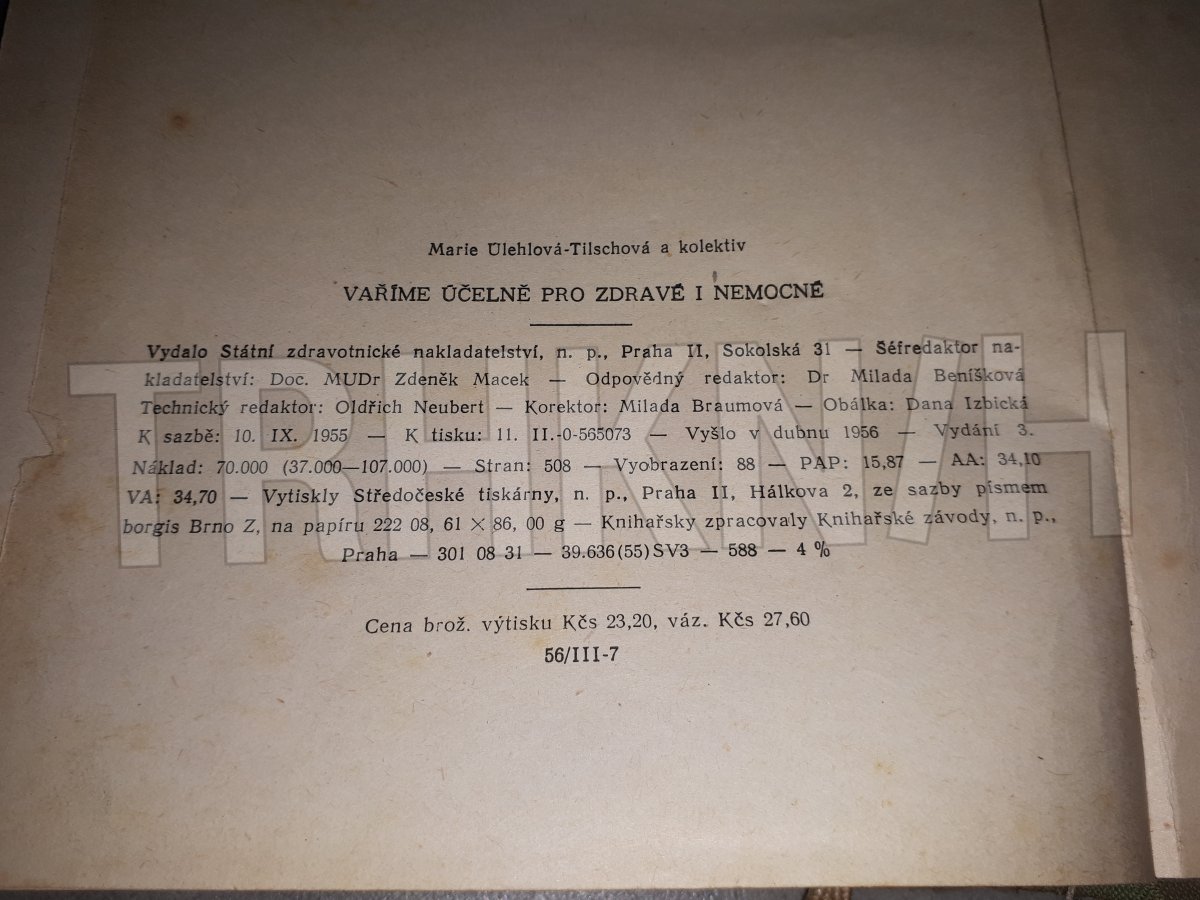 Marie Úlehlová-Tilschová a kolektiv
VAŘÍME ÚČELNĚ PRO ZDRAVÉ I NEMOCNÉ
Vydalo Státní zdravotnické nakladatelství, n. p., Praha II, Sokolská 31 — Šéfredaktor na-
kladatelství: Doc. MUDr Zdeněk Macek — Odpovědný redaktor: Dr Milada Beníšková
Technický redaktor: Oldřich Neubert — Korektor: Milada Braumová — Obálka: Dana Izbická
K sazbě: 10. IX. 1955 — K tisku: 11. II.-0-565073 — Vyšlo v dubnu 1956 — Vydání 3.
Náklad: 70.000 (37.000—107.000) — Stran: 508 — Vyobrazení: 88 — PAP: 15,87 — AA: 34,10
VA: 34,70 — Vytiskly Středočeské tiskárny, n. p., Praha II, Hálkova 2, ze sazby písmem
borgis Brno Z, na papíru 222 08, 61 × 86, 00 g — Knihařsky zpracovaly Knihařské závody, n. p.,
Praha — 301 08 31 — 39.636(55)SV3 — 588 — 4 %
Cena brož. výtisku Kčs 23,20, váz. Kčs 27,60
56/III-7
TRHKNIH